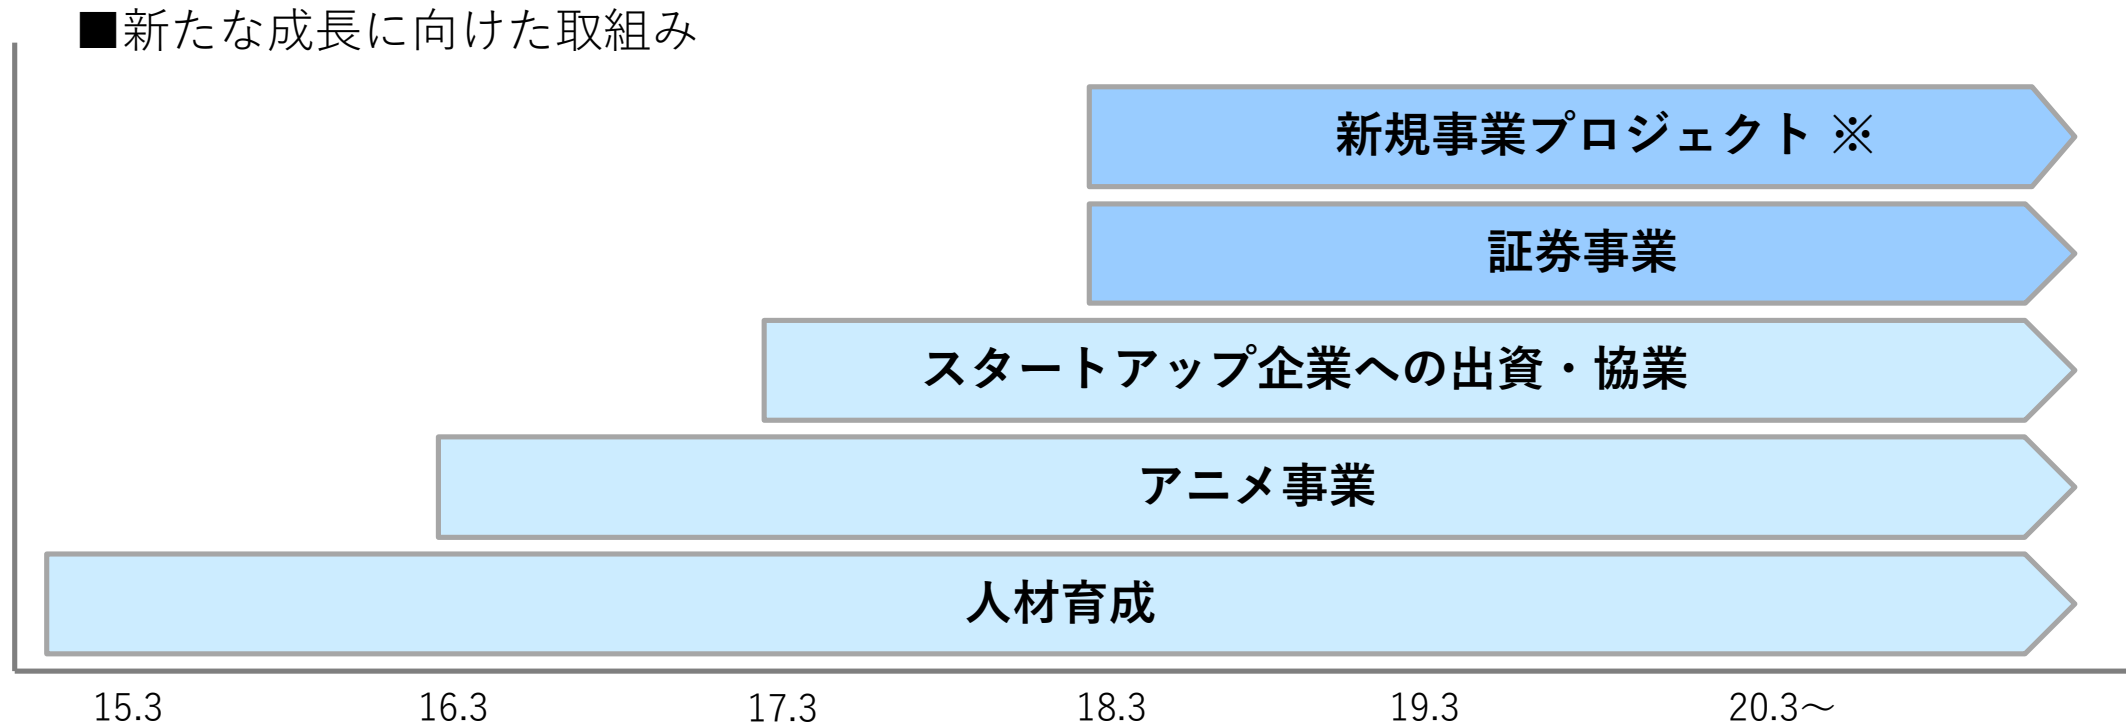 ■新たな成長に向けた取組み
新規事業プロジェクト ※
証券事業
スタートアップ企業への出資・協業
アニメ事業
人材育成
15.3 16.3 17.3 18.3 19.3 20.3～